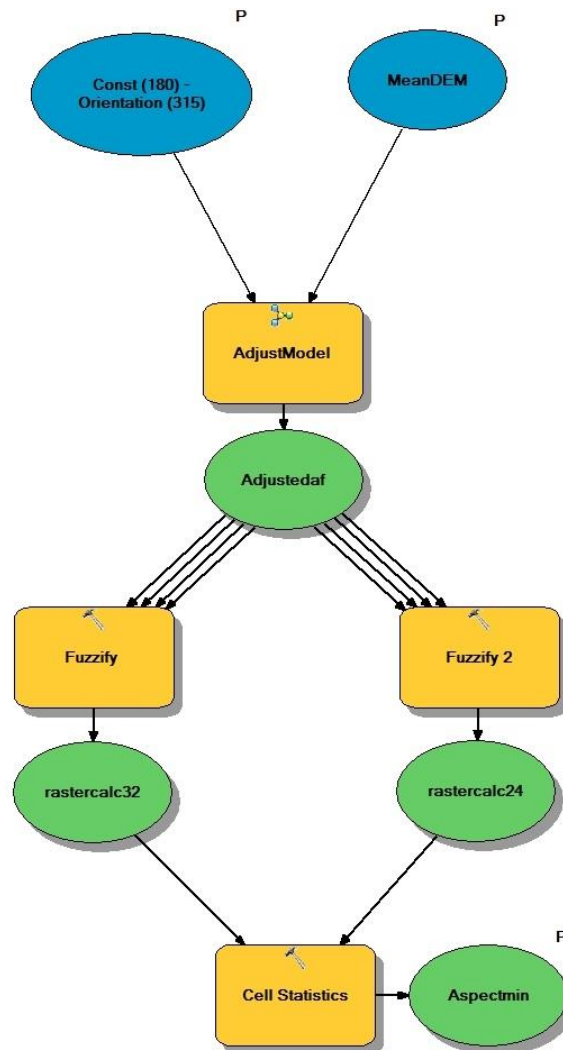 P
P
Const (180) -
Orientation (315)
MeanDEM
AdjustModel
Adjustedaf
Fuzzify
Fuzzify 2
rastercalc32
rastercalc24
P
Cell Statistics
Aspectmin